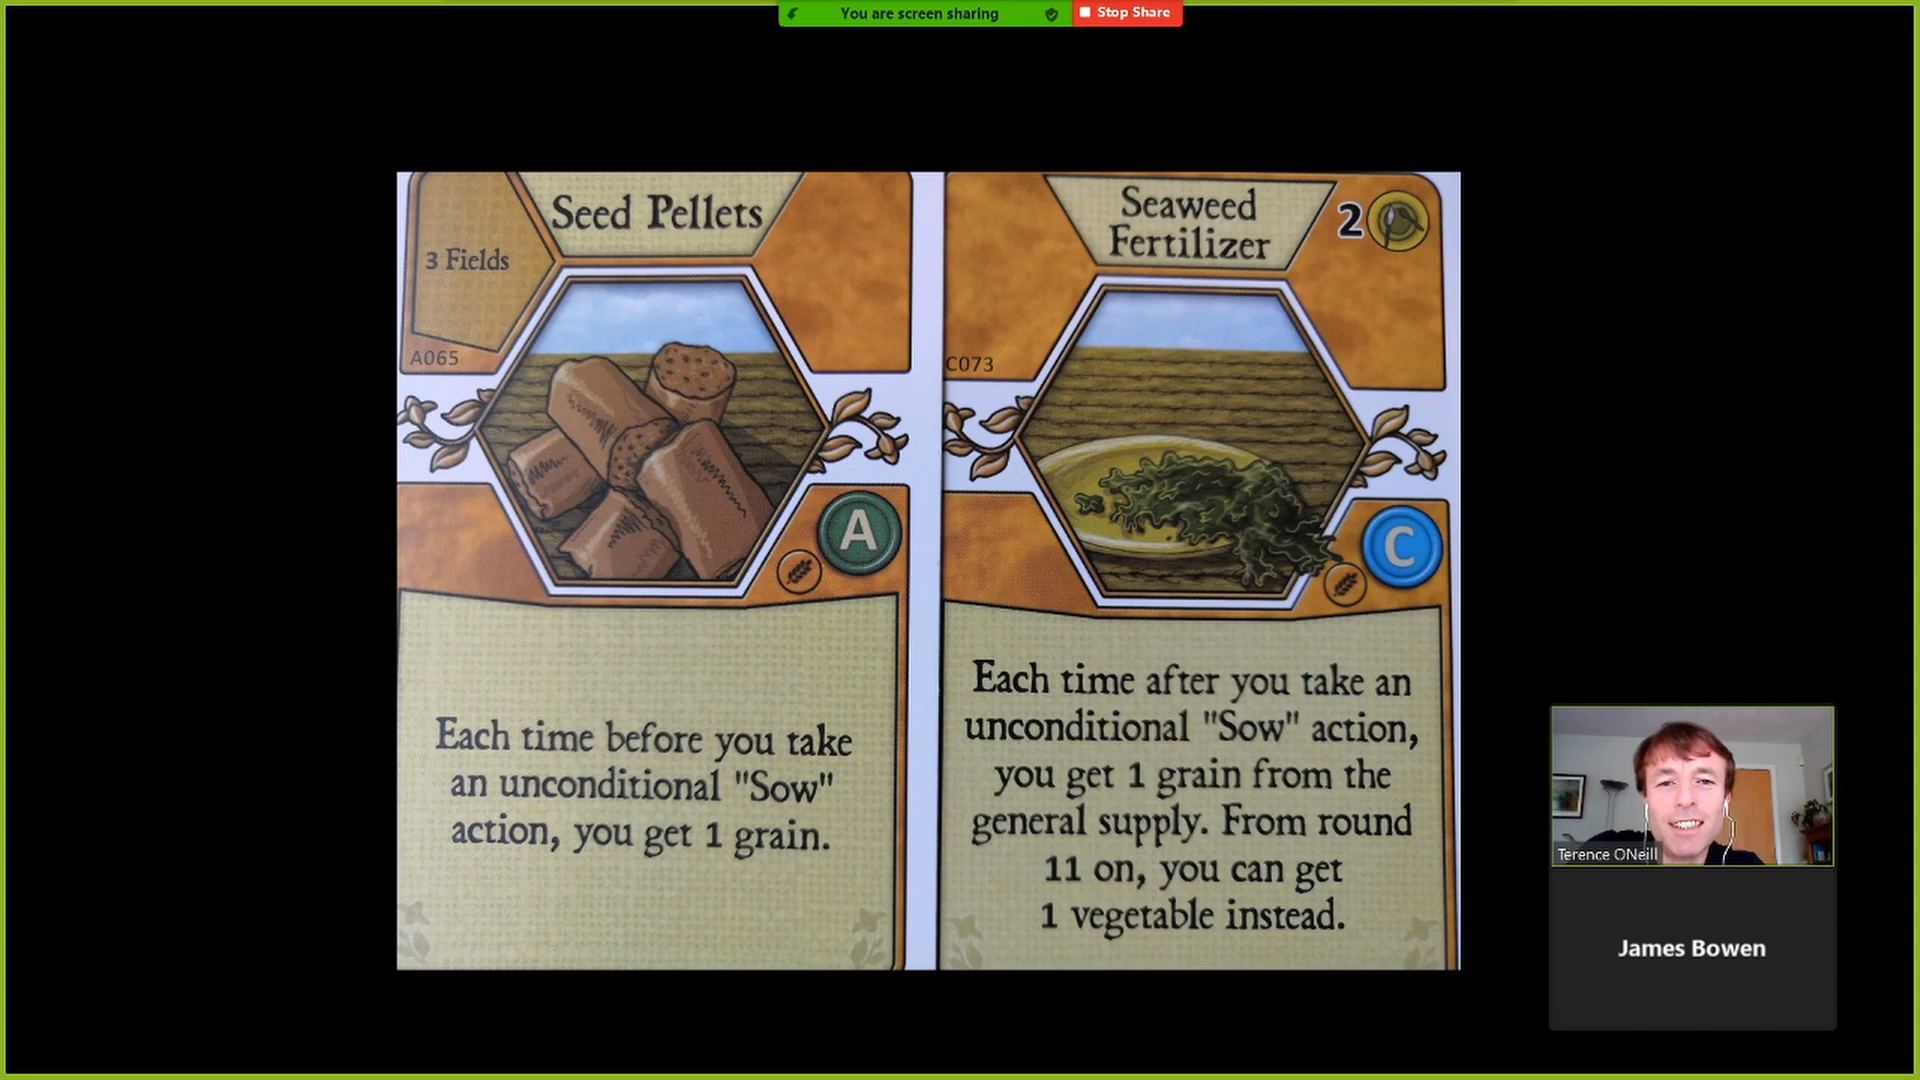 You are screen sharing
Stop Share
Seed Pellets
3 Fields
A065
A
Each time before you take
an unconditional "Sow"
action, you get 1 grain.
Seaweed
Fertilizer
2
C073
C
Each time after you take an
unconditional "Sow" action,
you get 1 grain from the
general supply. From round
11 on, you can get
1 vegetable instead.
Terence ONeill
James Bowen